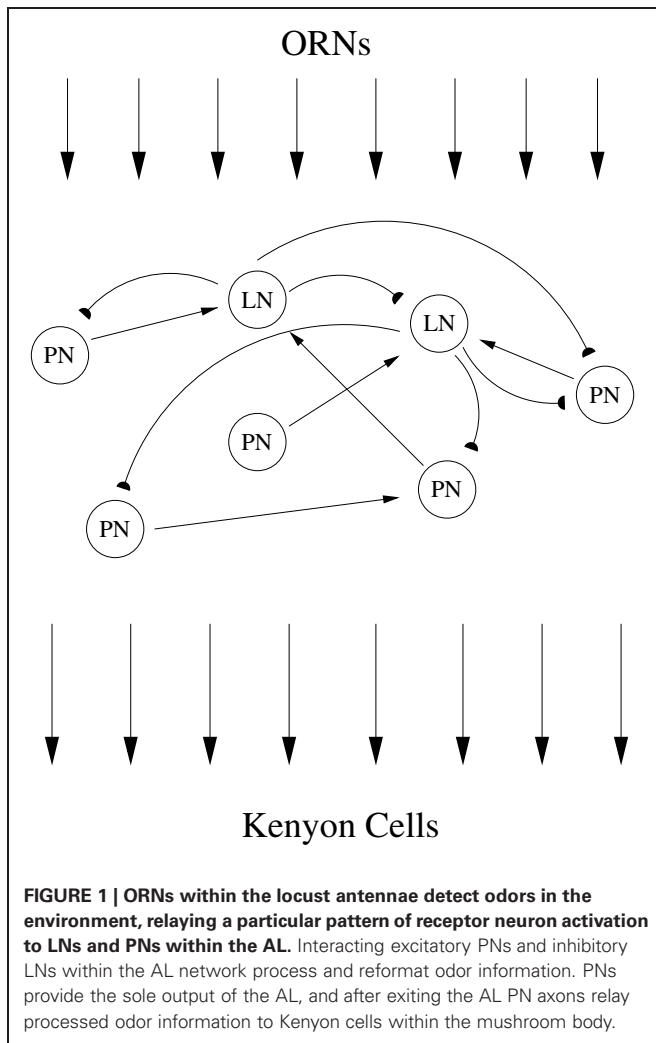 ORNs
LN
LN
PN
PN
PN
PN
PN
Kenyon Cells
FIGURE 1 | ORNs within the locust antennae detect odors in the
environment, relaying a particular pattern of receptor neuron activation
to LNs and PNs within the AL. Interacting excitatory PNs and inhibitory
LNs within the AL network process and reformat odor information. PNs
provide the sole output of the AL, and after exiting the AL PN axons relay
processed odor information to Kenyon cells within the mushroom body.